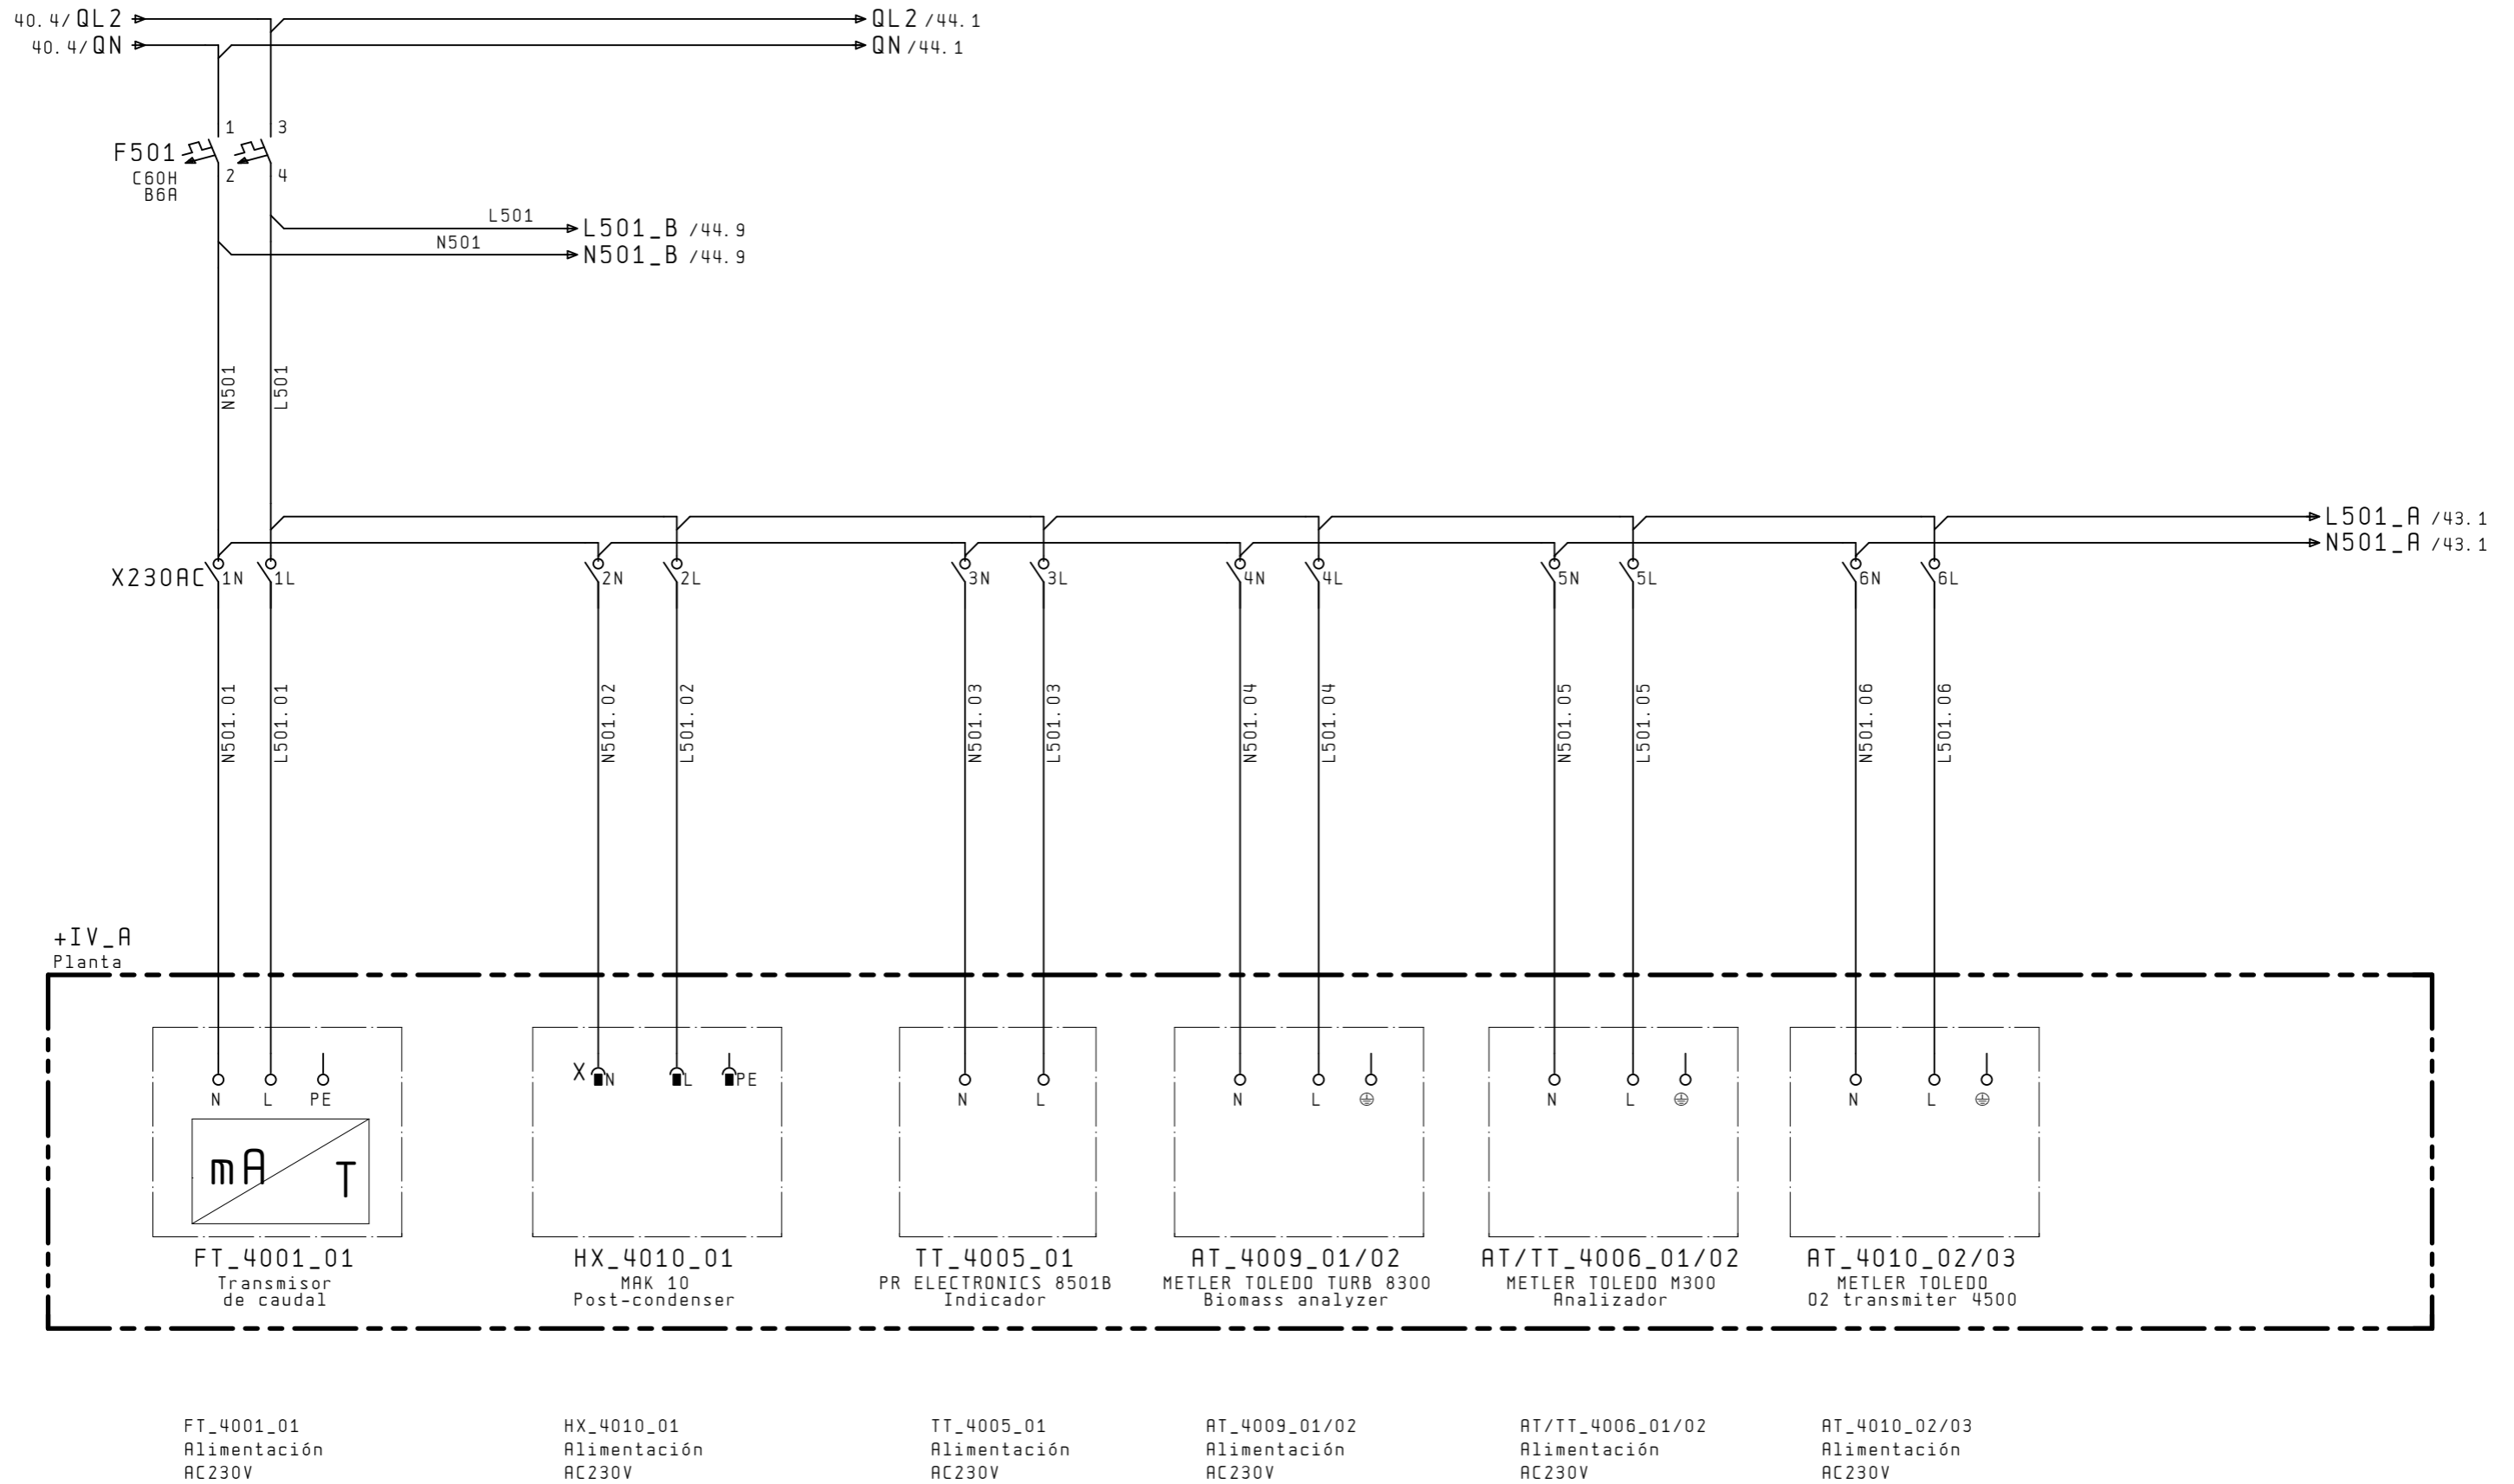 40.4/QL2
QL2 /44.1
40.4/QN
QN /44.1
1
3
F501
C60H
B6A
2
4
L501
L501_B /44.9
N501
N501_B /44.9
N501
L501
L501_A /43.1
N501_A /43.1
X230AC
1N
1L
2N
2L
3N
3L
4N
4L
5N
5L
6N
6L
N501.01
L501.01
N501.02
L501.02
N501.03
L501.03
N501.04
L501.04
N501.05
L501.05
N501.06
L501.06
+IV_A
Planta
N
L
PE
X
N
L
PE
N
L
N
L
N
L
N
L
mA
T
FT_4001_01
Transmisor
de caudal
HX_4010_01
MAK 10
Post-condenser
TT_4005_01
PR ELECTRONICS 8501B
Indicador
AT_4009_01/02
METLER TOLEDO TURB 8300
Biomass analyzer
AT/TT_4006_01/02
METLER TOLEDO M300
Analizador
AT_4010_02/03
METLER TOLEDO
O2 transmiter 4500
FT_4001_01
Alimentación
AC230V
HX_4010_01
Alimentación
AC230V
TT_4005_01
Alimentación
AC230V
AT_4009_01/02
Alimentación
AC230V
AT/TT_4006_01/02
Alimentación
AC230V
AT_4010_02/03
Alimentación
AC230V